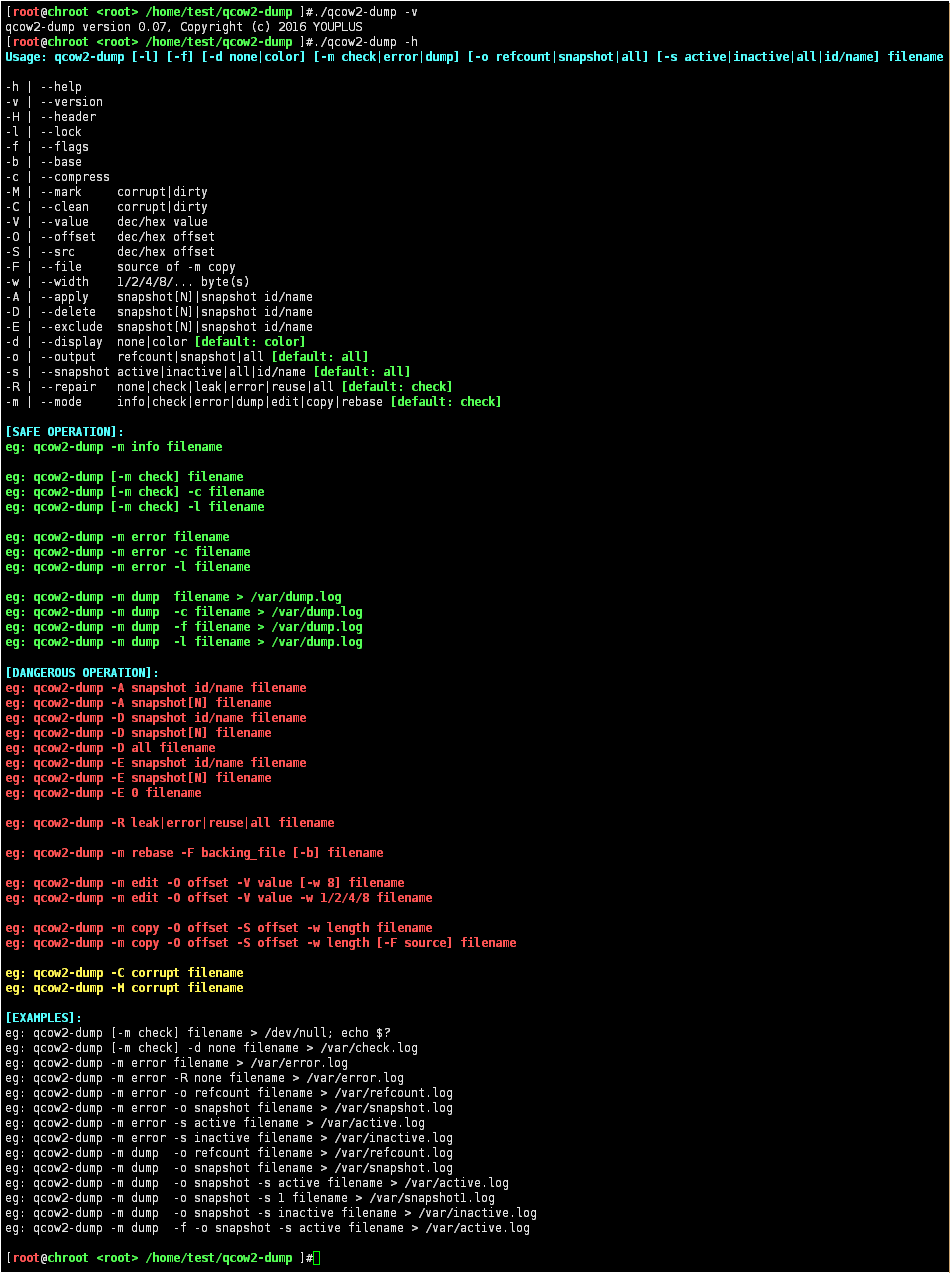 [root@chroot <root> /home/test/qcow2-dump ]#./qcow2-dump -v
qcow2-dump version 0.07, Copyright (c) 2016 YOUPLUS
[root@chroot <root> /home/test/qcow2-dump ]#./qcow2-dump -h
Usage: qcow2-dump [-l] [-f] [-d none|color] [-m check|error|dump] [-o refcount|snapshot|all] [-s active|inactive|all|id/name] filename
-h | --help
-v | --version
-H | --header
-l | --lock
-f | --flags
-b | --base
-c | --compress
-M | --mark     corrupt|dirty
-C | --clean    corrupt|dirty
-V | --value    dec/hex value
-O | --offset   dec/hex offset
-S | --src      dec/hex offset
-F | --file     source of -m copy
-w | --width    1/2/4/8/... byte(s)
-A | --apply    snapshot[N]|snapshot id/name
-D | --delete   snapshot[N]|snapshot id/name
-E | --exclude  snapshot[N]|snapshot id/name
-d | --display  none|color [default: color]
-o | --output   refcount|snapshot|all [default: all]
-s | --snapshot active|inactive|all|id/name [default: all]
-R | --repair   none|check|leak|error|reuse|all [default: check]
-m | --mode     info|check|error|dump|edit|copy|rebase [default: check]
[SAFE OPERATION]:
eg: qcow2-dump -m info filename
eg: qcow2-dump [-m check] filename
eg: qcow2-dump [-m check] -c filename
eg: qcow2-dump [-m check] -l filename
eg: qcow2-dump -m error filename
eg: qcow2-dump -m error -c filename
eg: qcow2-dump -m error -l filename
eg: qcow2-dump -m dump  filename > /var/dump.log
eg: qcow2-dump -m dump  -c filename > /var/dump.log
eg: qcow2-dump -m dump  -f filename > /var/dump.log
eg: qcow2-dump -m dump  -l filename > /var/dump.log
[DANGEROUS OPERATION]:
eg: qcow2-dump -A snapshot id/name filename
eg: qcow2-dump -A snapshot[N] filename
eg: qcow2-dump -D snapshot id/name filename
eg: qcow2-dump -D snapshot[N] filename
eg: qcow2-dump -D all filename
eg: qcow2-dump -E snapshot id/name filename
eg: qcow2-dump -E snapshot[N] filename
eg: qcow2-dump -E 0 filename
eg: qcow2-dump -R leak|error|reuse|all filename
eg: qcow2-dump -m rebase -F backing_file [-b] filename
eg: qcow2-dump -m edit -O offset -V value [-w 8] filename
eg: qcow2-dump -m edit -O offset -V value -w 1/2/4/8 filename
eg: qcow2-dump -m copy -O offset -S offset -w length filename
eg: qcow2-dump -m copy -O offset -S offset -w length [-F source] filename
eg: qcow2-dump -C corrupt filename
eg: qcow2-dump -M corrupt filename
[EXAMPLES]:
eg: qcow2-dump [-m check] filename > /dev/null; echo $?
eg: qcow2-dump [-m check] -d none filename > /var/check.log
eg: qcow2-dump -m error filename > /var/error.log
eg: qcow2-dump -m error -R none filename > /var/error.log
eg: qcow2-dump -m error -o refcount filename > /var/refcount.log
eg: qcow2-dump -m error -o snapshot filename > /var/snapshot.log
eg: qcow2-dump -m error -s active filename > /var/active.log
eg: qcow2-dump -m error -s inactive filename > /var/inactive.log
eg: qcow2-dump -m dump  -o refcount filename > /var/refcount.log
eg: qcow2-dump -m dump  -o snapshot filename > /var/snapshot.log
eg: qcow2-dump -m dump  -o snapshot -s active filename > /var/active.log
eg: qcow2-dump -m dump  -o snapshot -s 1 filename > /var/snapshot1.log
eg: qcow2-dump -m dump  -o snapshot -s inactive filename > /var/inactive.log
eg: qcow2-dump -m dump  -f -o snapshot -s active filename > /var/active.log
[root@chroot <root> /home/test/qcow2-dump ]#